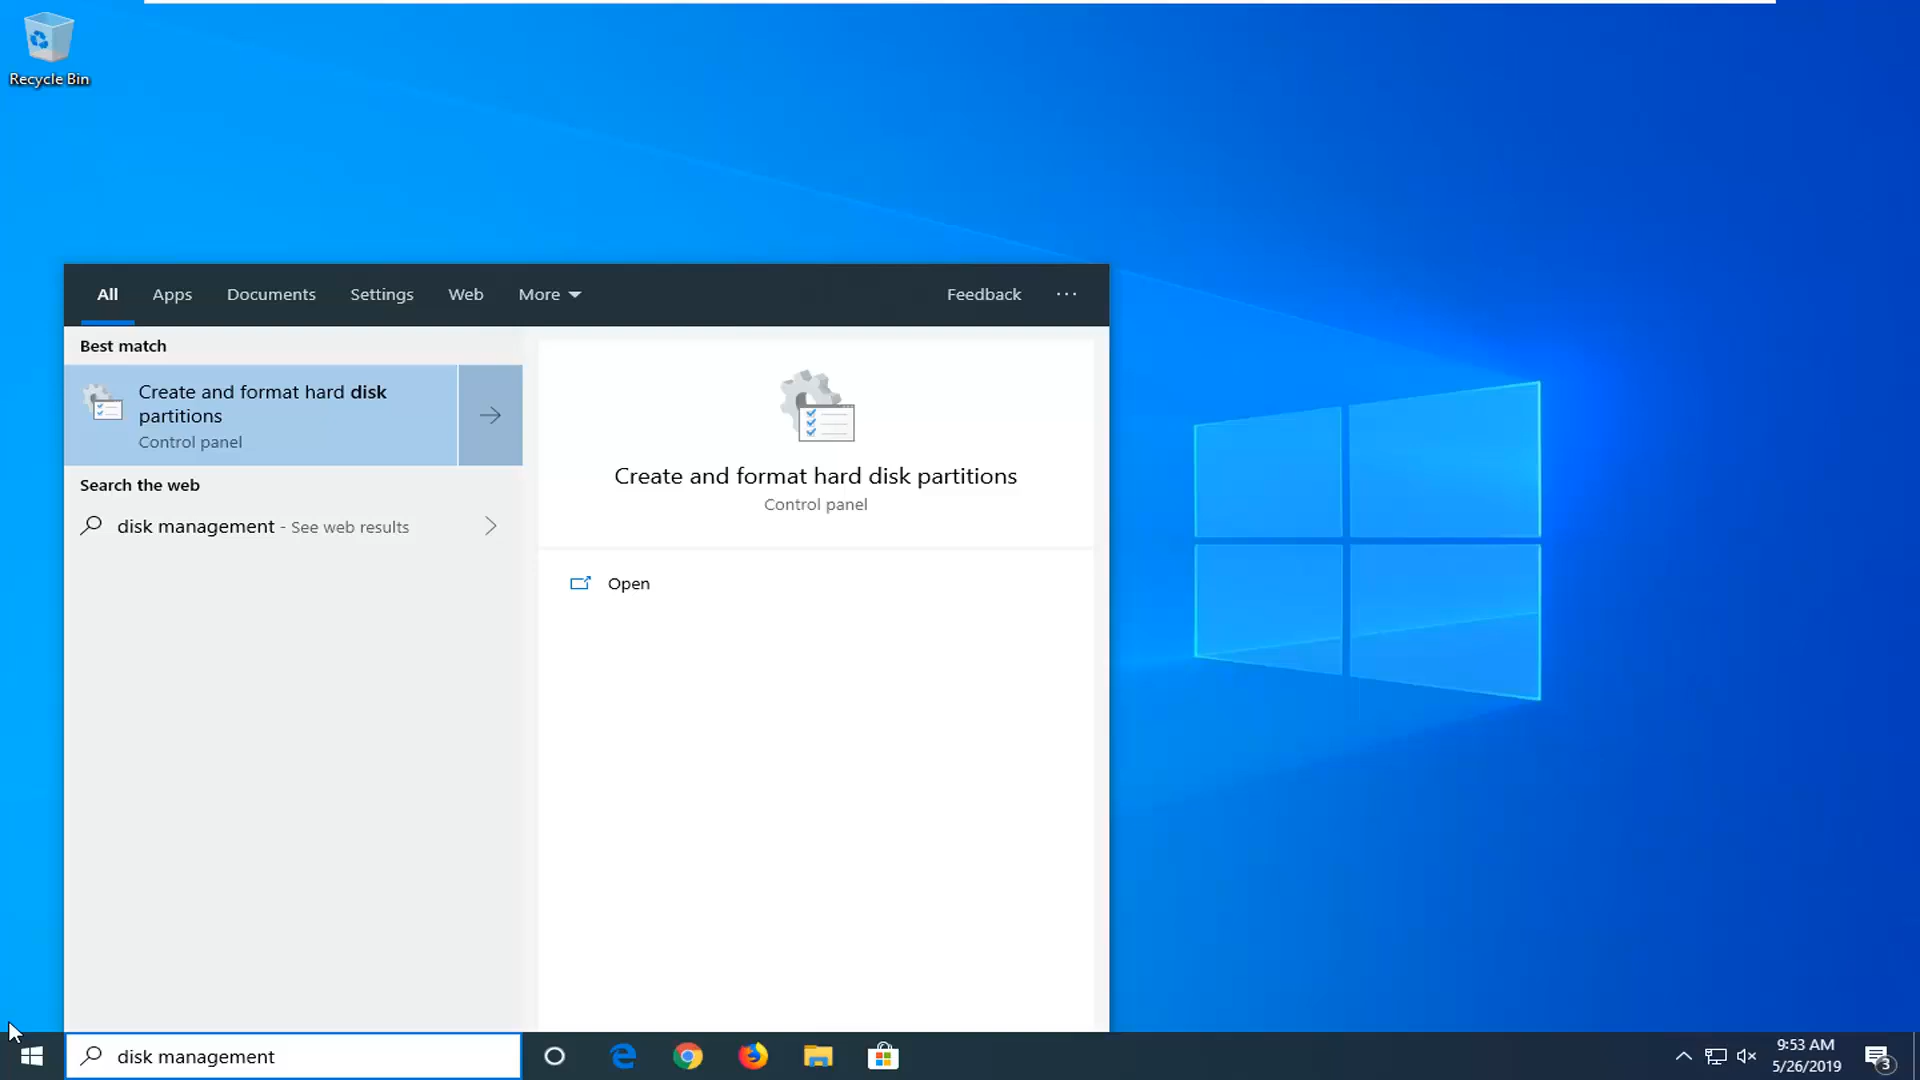 Recycle Bin
All Apps Documents Settings Web More Feedback ...
Best match
Create and format hard disk
partitions
Control panel
Search the web
disk management - See web results
Create and format hard disk partitions
Control panel
Open
disk management
9:53 AM
5/26/2019
3